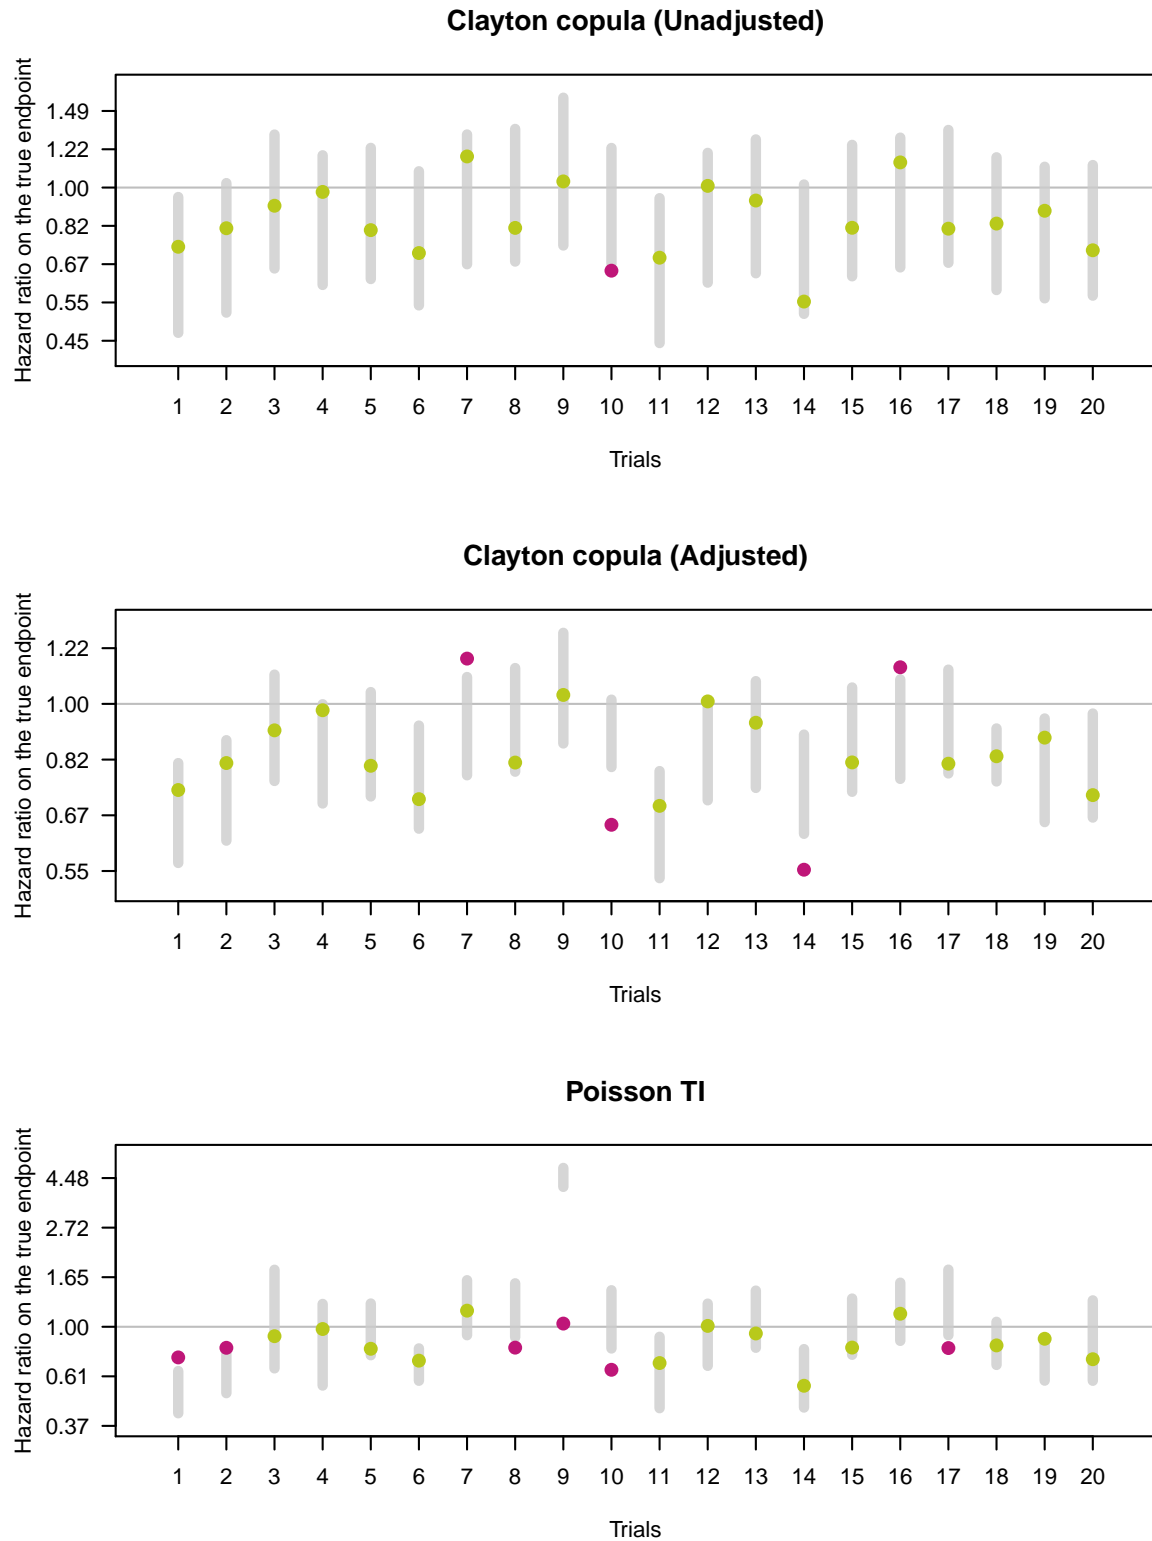 Clayton copula (Unadjusted)
Hazard ratio on the true endpoint
1.49
1.22
1.00
0.82
0.67
0.55
0.45
1 2 3 4 5 6 7 8 9 10 11 12 13 14 15 16 17 18 19 20
Trials
Clayton copula (Adjusted)
Hazard ratio on the true endpoint
1.22
1.00
0.82
0.67
0.55
1 2 3 4 5 6 7 8 9 10 11 12 13 14 15 16 17 18 19 20
Trials
Poisson TI
Hazard ratio on the true endpoint
4.48
2.72
1.65
1.00
0.61
0.37
1 2 3 4 5 6 7 8 9 10 11 12 13 14 15 16 17 18 19 20
Trials